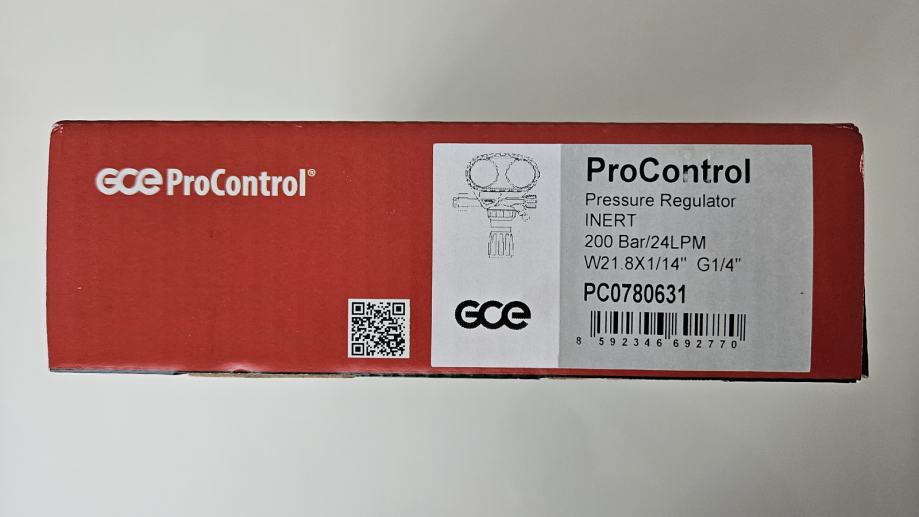 GCE ProControl®
ProControl
Pressure Regulator
INERT
200 Bar/24LPM
W21.8X1/14" G1/4"
PC0780631
GCE
8 592346 692770